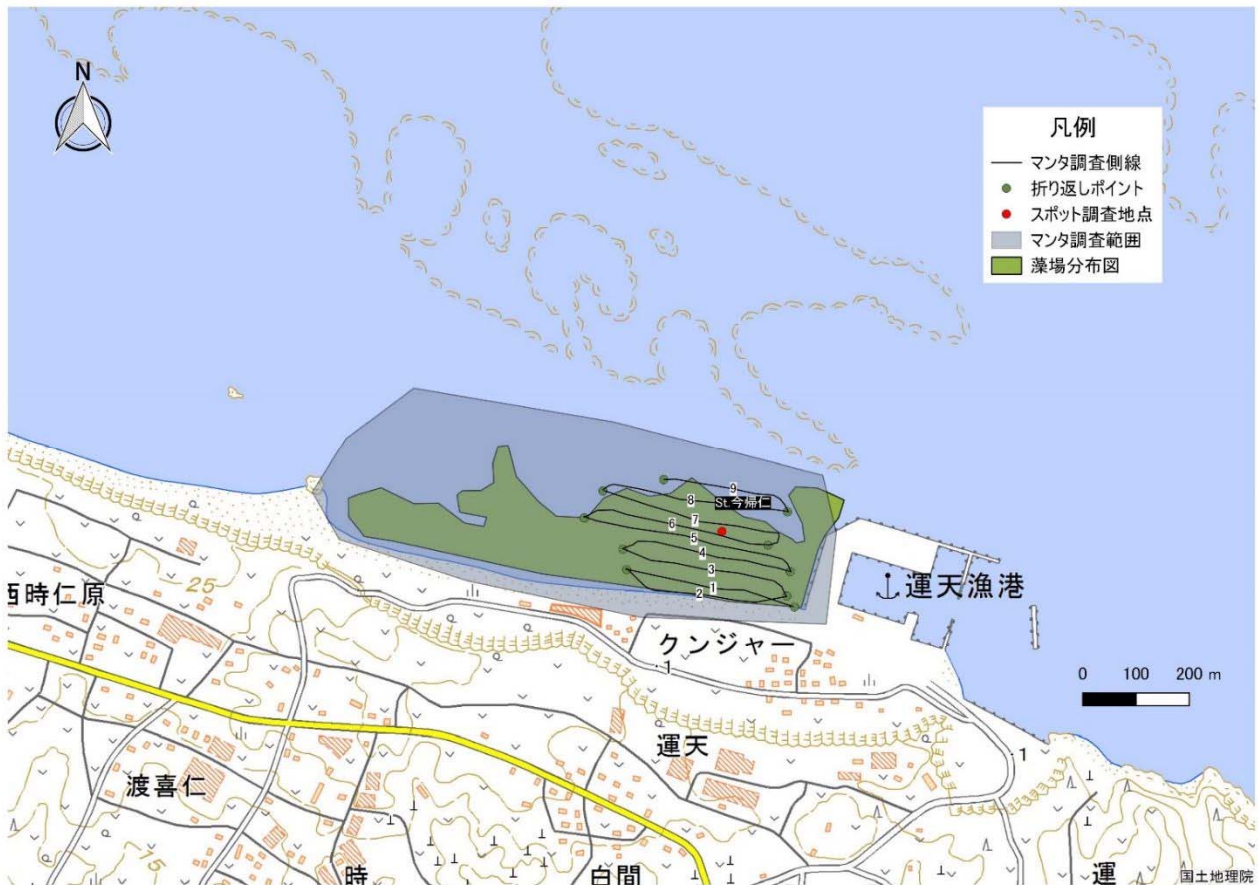 N
凡例
マンタ調査側線
折り返しポイント
スポット調査地点
マンタ調査範囲
藻場分布図
9
8
St.今帰仁
7
6
5
4
3
1
2
25
西時仁原
運天漁港
クンジャー
1
0 100 200 m
運天
1
渡喜仁
15
時
白間
運
国土地理院